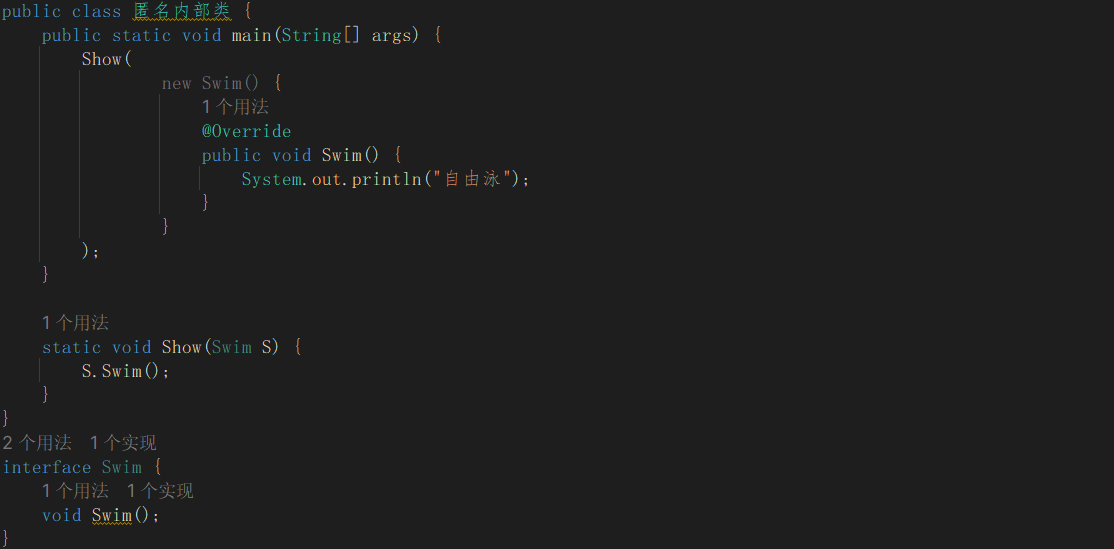 public class 匿名内部类 {
    public static void main(String[] args) {
        Show(
                new Swim() {
                    1 个用法
                    @Override
                    public void Swim() {
                        System.out.println("自由泳");
                    }
                }
        );
    }

    1 个用法
    static void Show(Swim S) {
        S.Swim();
    }
}
2 个用法   1 个实现
interface Swim {
    1 个用法   1 个实现
    void Swim();
}